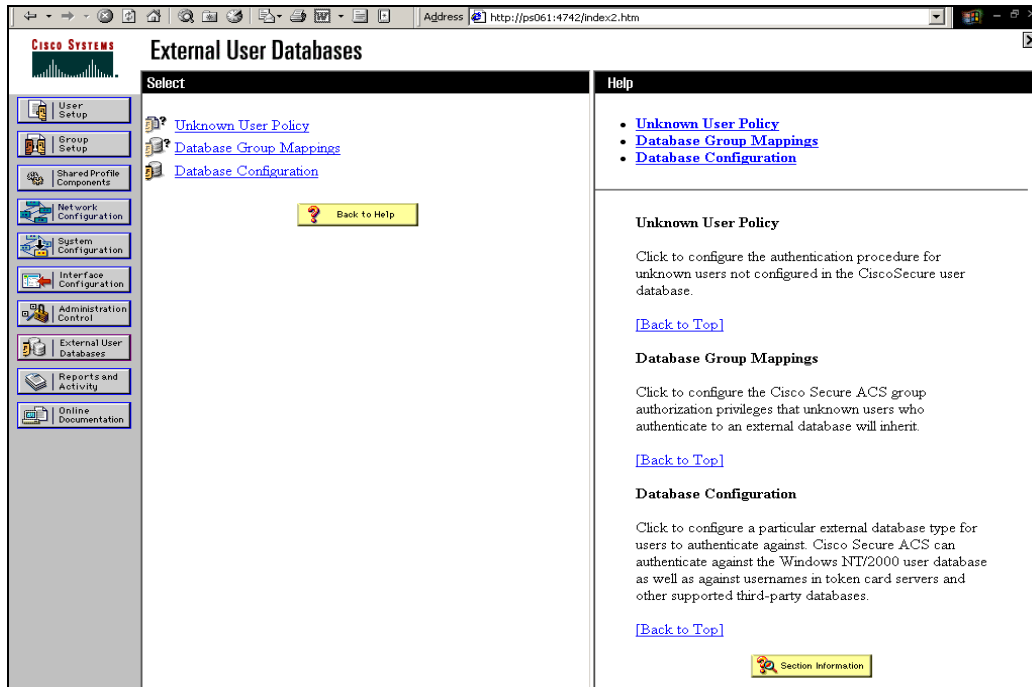 Address http://ps061:4742/index2.htm
CISCO SYSTEMS
External User Databases
Select
Help
User
Setup
Group
Setup
Shared Profile
Components
Network
Configuration
System
Configuration
Interface
Configuration
Administration
Control
External User
Databases
Reports and
Activity
Online
Documentation
Unknown User Policy
Database Group Mappings
Database Configuration
Back to Help
Unknown User Policy
Database Group Mappings
Database Configuration
Unknown User Policy
Click to configure the authentication procedure for
unknown users not configured in the CiscoSecure user
database.
[Back to Top]
Database Group Mappings
Click to configure the Cisco Secure ACS group
authorization privileges that unknown users who
authenticate to an external database will inherit.
[Back to Top]
Database Configuration
Click to configure a particular external database type for
users to authenticate against. Cisco Secure ACS can
authenticate against the Windows NT/2000 user database
as well as against usernames in token card servers and
other supported third-party databases.
[Back to Top]
Section Information